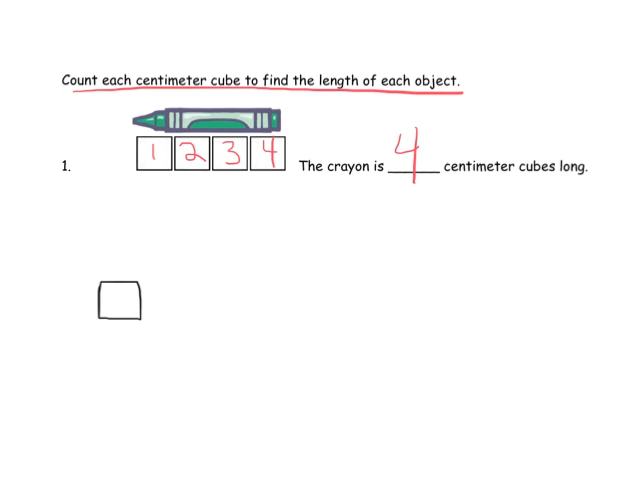 Count each centimeter cube to find the length of each object.
1 2 3 4
1. The crayon is 4 centimeter cubes long.